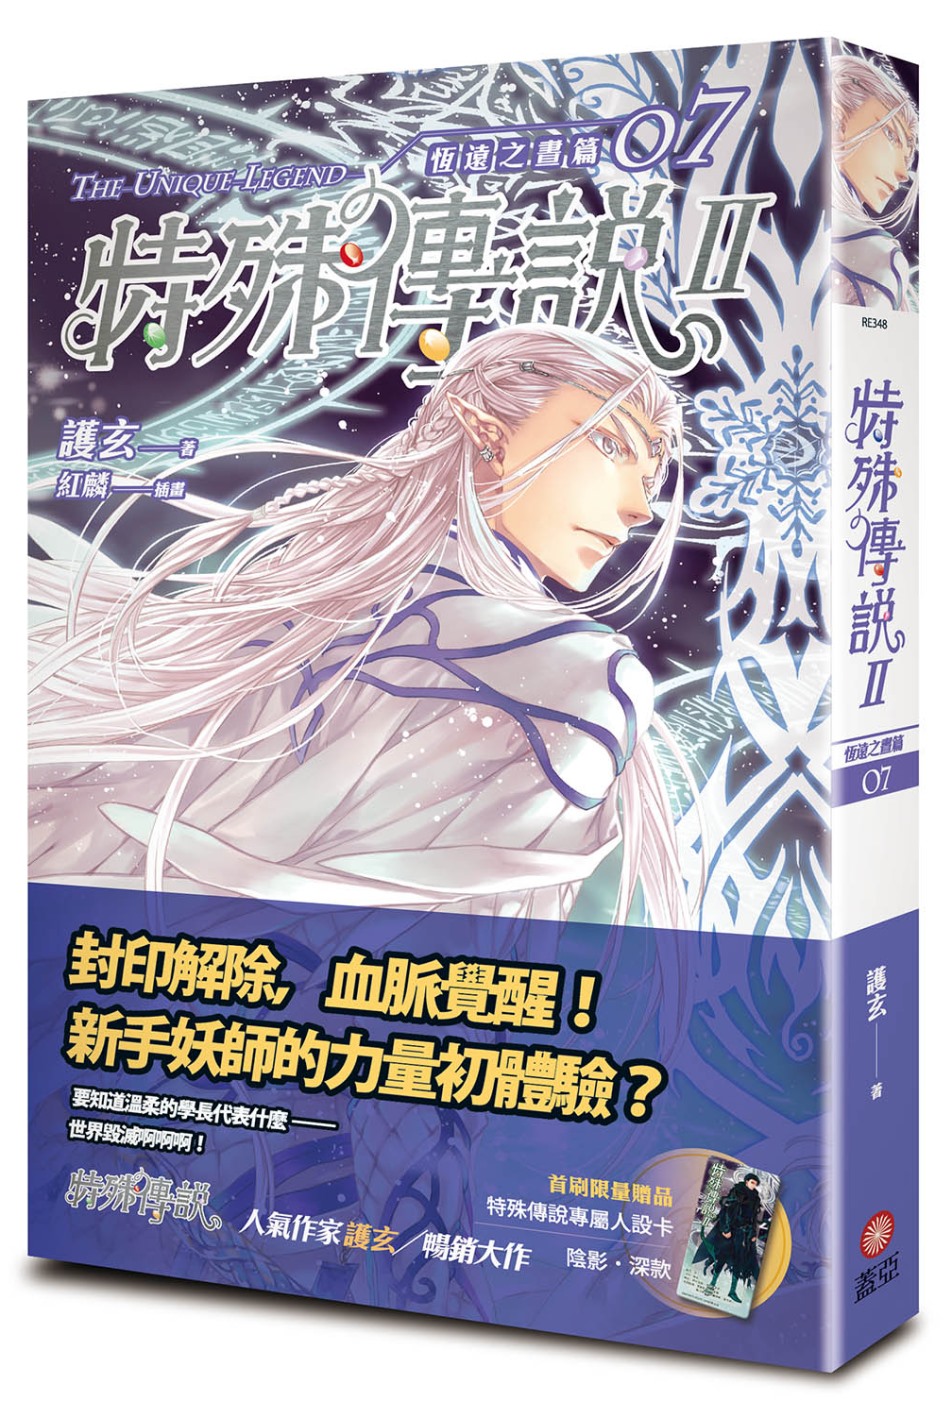 THE UNIQUE LEGEND
恆遠之晝篇 07
特殊傳説 II
護玄 著
紅麟 插畫
封印解除，血脈覺醒！
新手妖師的力量初體驗？
要知道溫柔的學長代表什麼——
世界毀滅啊啊啊！
特殊傳説
人氣作家護玄／暢銷大作
首刷限量贈品
特殊傳說專屬人設卡
陰影・深款
RE348
特殊傳説 II
恆遠之晝篇
07
護玄 著
蓋亞